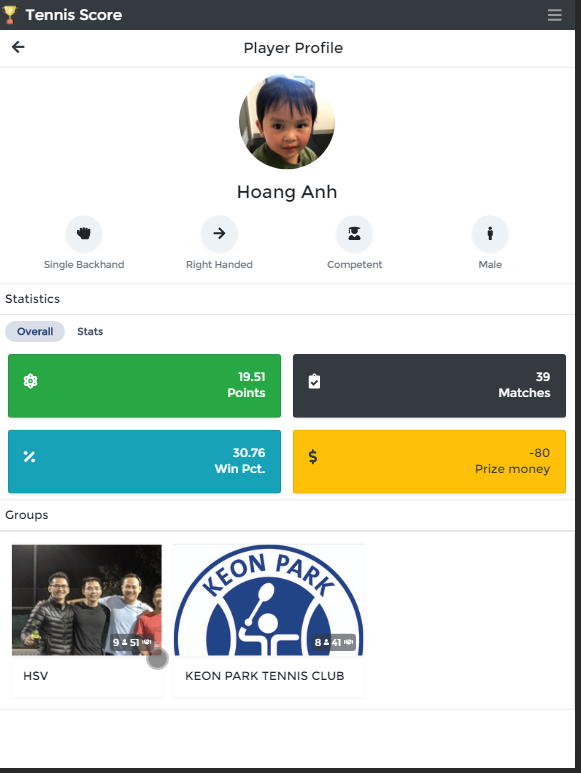 Tennis Score
Player Profile
Hoang Anh
Single Backhand
Right Handed
Competent
Male
Statistics
Overall
Stats
19.51
Points
39
Matches
30.76
Win Pct.
-80
Prize money
Groups
9 51
KEON PARK
8 41
HSV
KEON PARK TENNIS CLUB